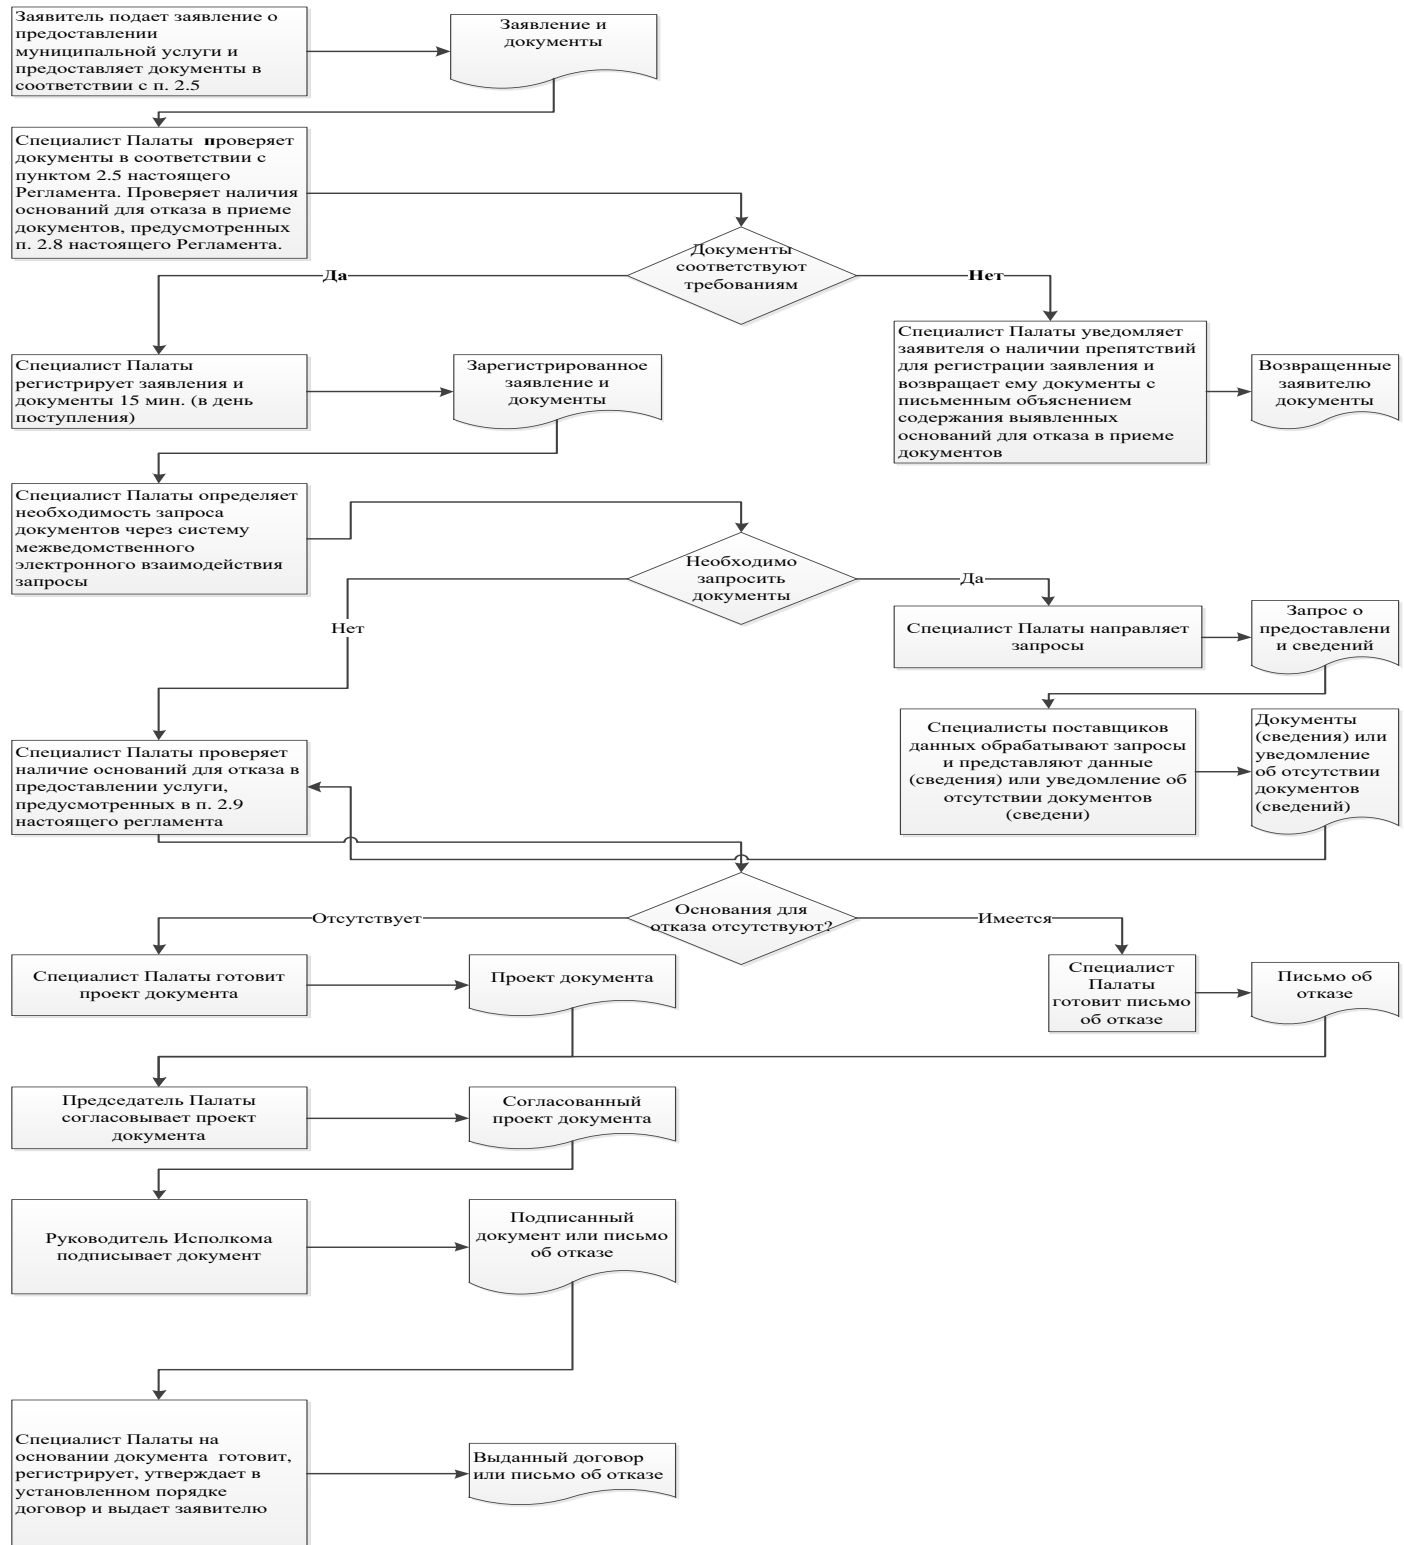 Заявитель подает заявление о
предоставлении
муниципальной услуги и
предоставляет документы в
соответствии с п. 2.5
Заявление и
документы
Специалист Палаты проверяет
документы в соответствии с
пунктом 2.5 настоящего
Регламента. Проверяет наличия
оснований для отказа в приеме
документов, предусмотренных
п. 2.8 настоящего Регламента.
Документы
соответствуют
требованиям
Да
Нет
Специалист Палаты
регистрирует заявления и
документы 15 мин. (в день
поступления)
Зарегистрированное
заявление и
документы
Специалист Палаты уведомляет
заявителя о наличии препятствий
для регистрации заявления и
возвращает ему документы с
письменным объяснением
содержания выявленных
оснований для отказа в приеме
документов
Возвращенные
заявителю
документы
Специалист Палаты определяет
необходимость запроса
документов через систему
межведомственного
электронного взаимодействия
запросы
Необходимо
запросить
документы
Да
Нет
Специалист Палаты направляет
запросы
Запрос о
предоставлени
и сведений
Специалист Палаты проверяет
наличие оснований для отказа в
предоставлении услуги,
предусмотренных в п. 2.9
настоящего регламента
Специалисты поставщиков
данных обрабатывают запросы
и представляют данные
(сведения) или уведомление об
отсутствии документов
(сведени)
Документы
(сведения) или
уведомление
об отсутствии
документов
(сведений)
Основания для
отказа отсутствуют?
Отсутствует
Имеется
Специалист Палаты готовит
проект документа
Проект документа
Специалист
Палаты
готовит письмо
об отказе
Письмо об
отказе
Председатель Палаты
согласовывает проект
документа
Согласованный
проект документа
Руководитель Исполкома
подписывает документ
Подписанный
документ или письмо
об отказе
Специалист Палаты на
основании документа готовит,
регистрирует, утверждает в
установленном порядке
договор и выдает заявителю
Выданный договор
или письмо об отказе